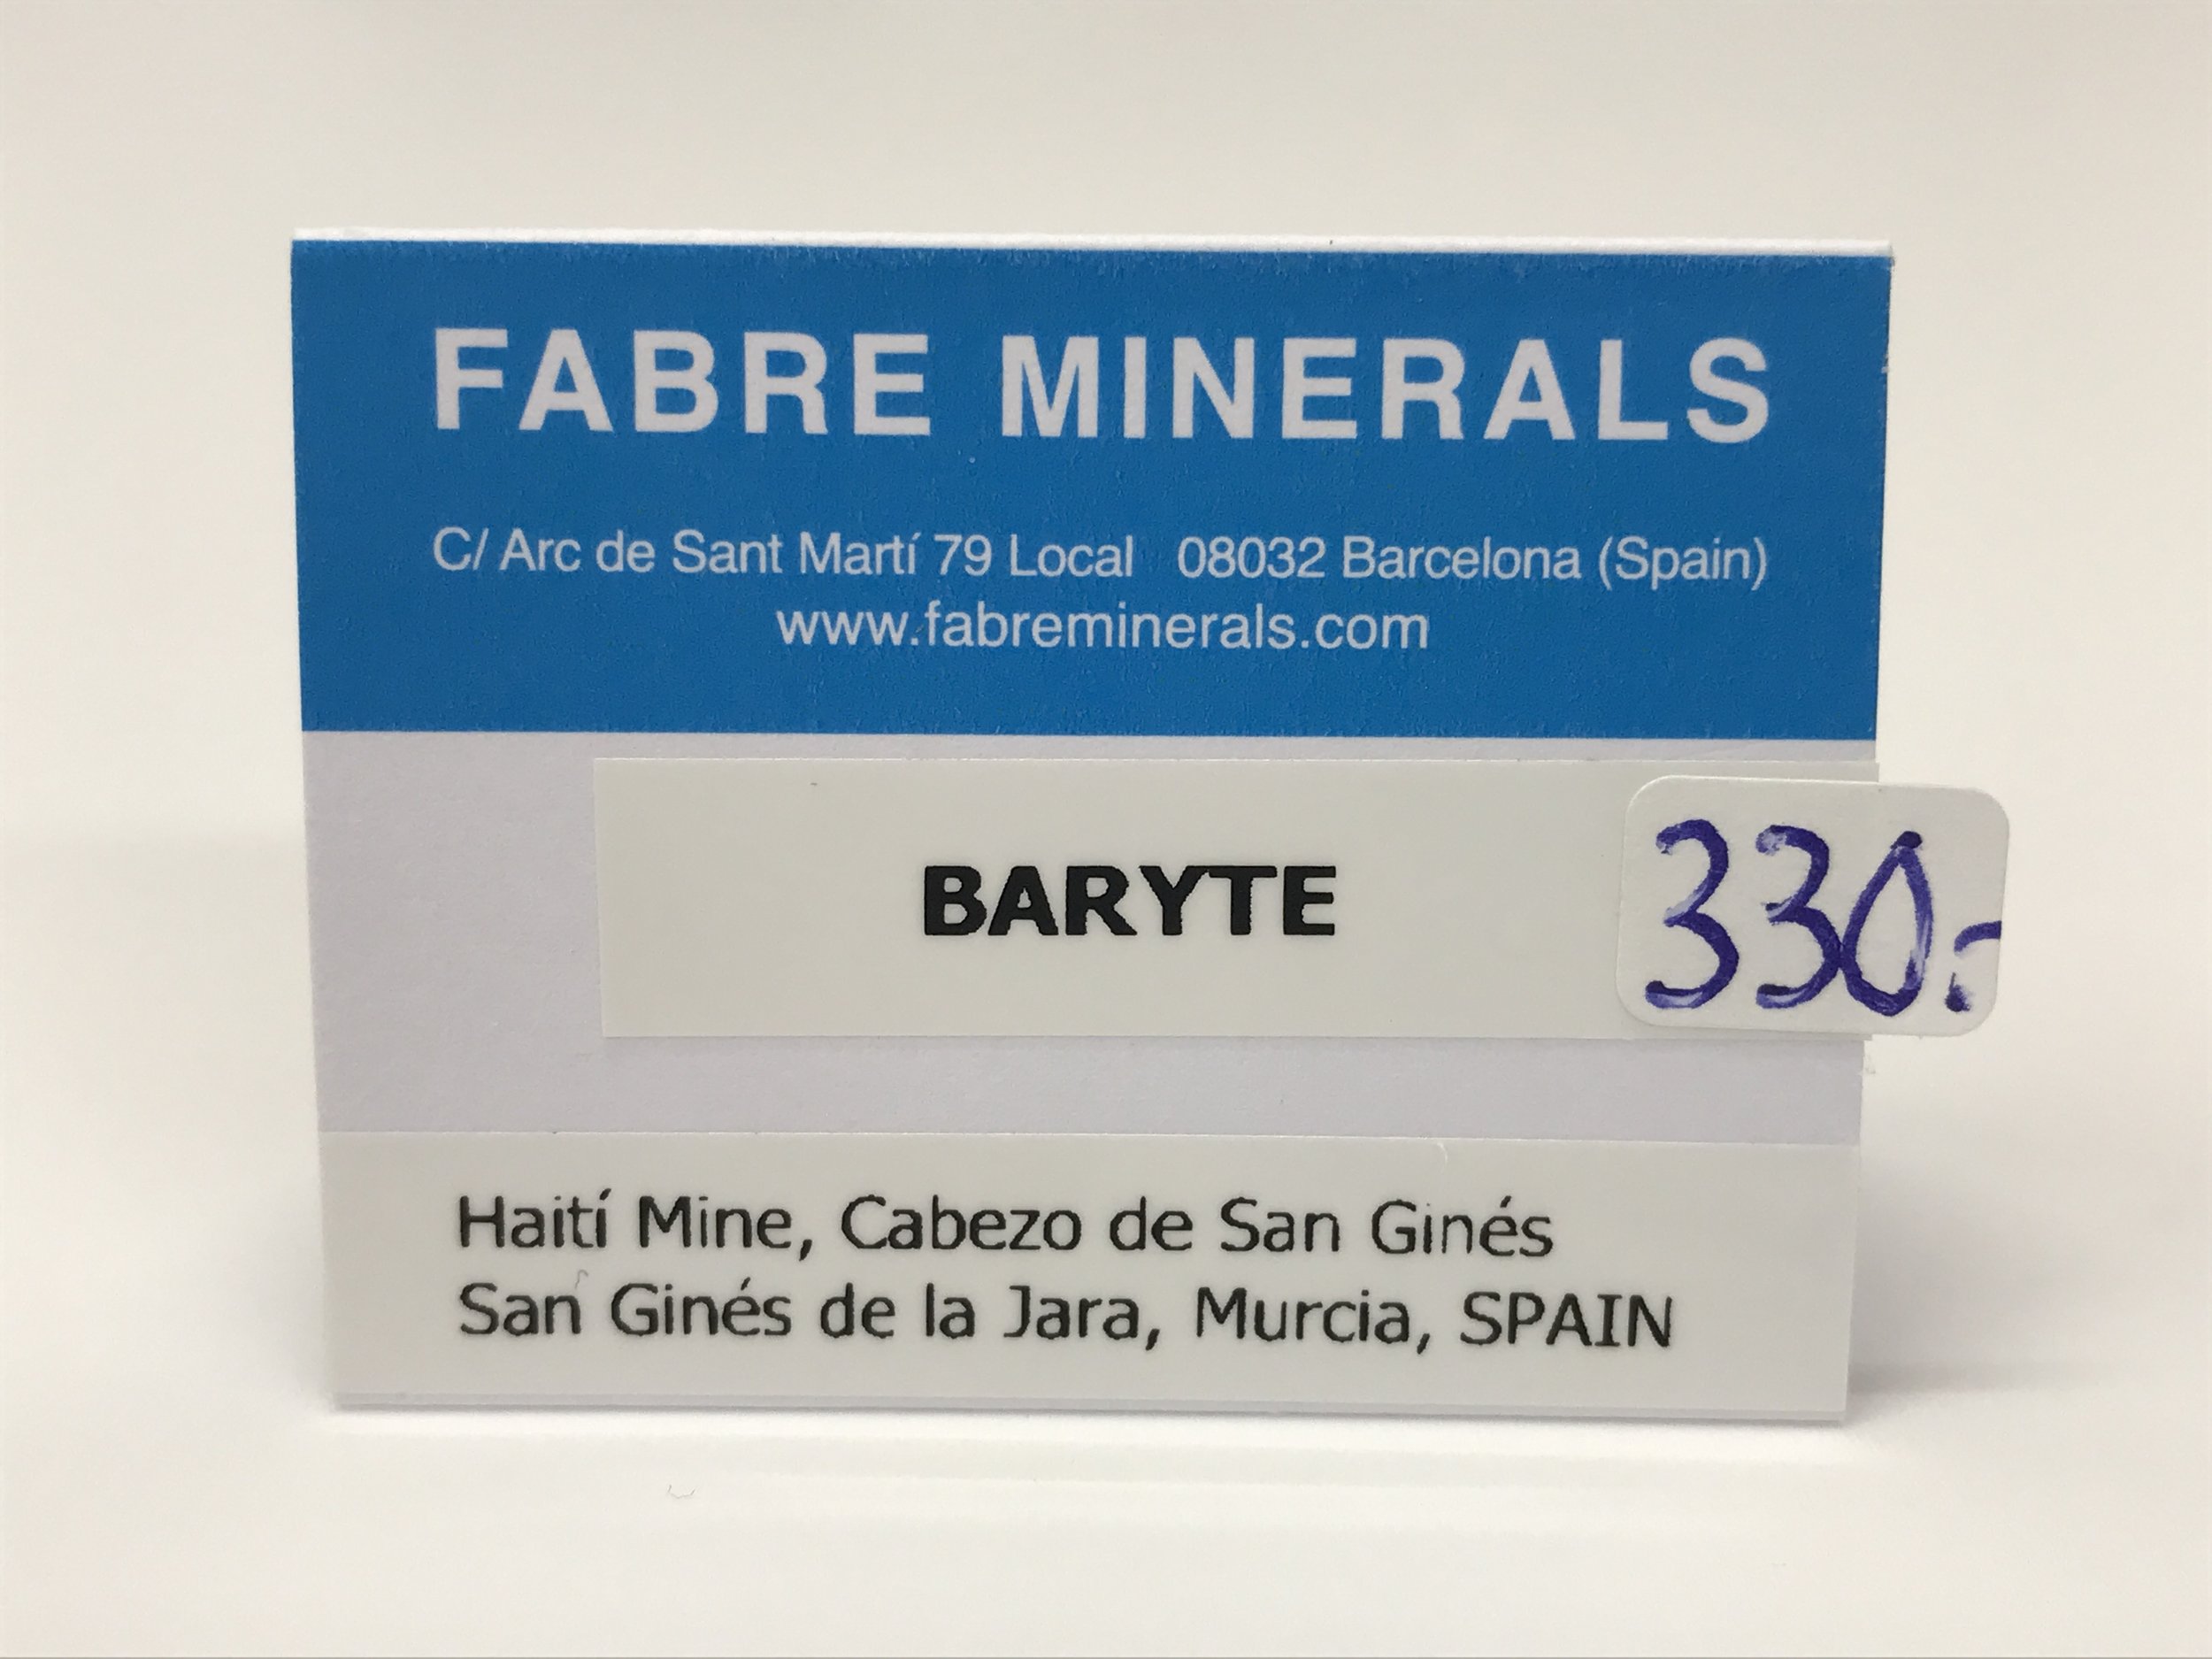 FABRE MINERALS
C/ Arc de Sant Martí 79 Local 08032 Barcelona (Spain)
www.fabreminerals.com
BARYTE
330.-
Haití Mine, Cabezo de San Ginés
San Ginés de la Jara, Murcia, SPAIN